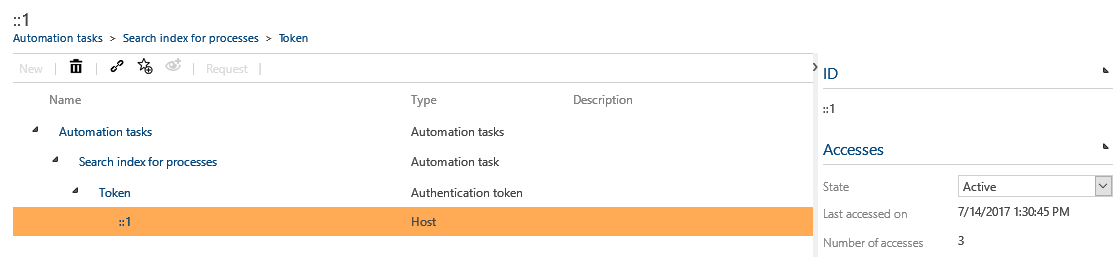 ::1
Automation tasks > Search index for processes > Token
New | | Request |
Name Type Description
Automation tasks Automation tasks
Search index for processes Automation task
Token Authentication token
::1 Host
ID
::1
Accesses
State Active
Last accessed on 7/14/2017 1:30:45 PM
Number of accesses 3